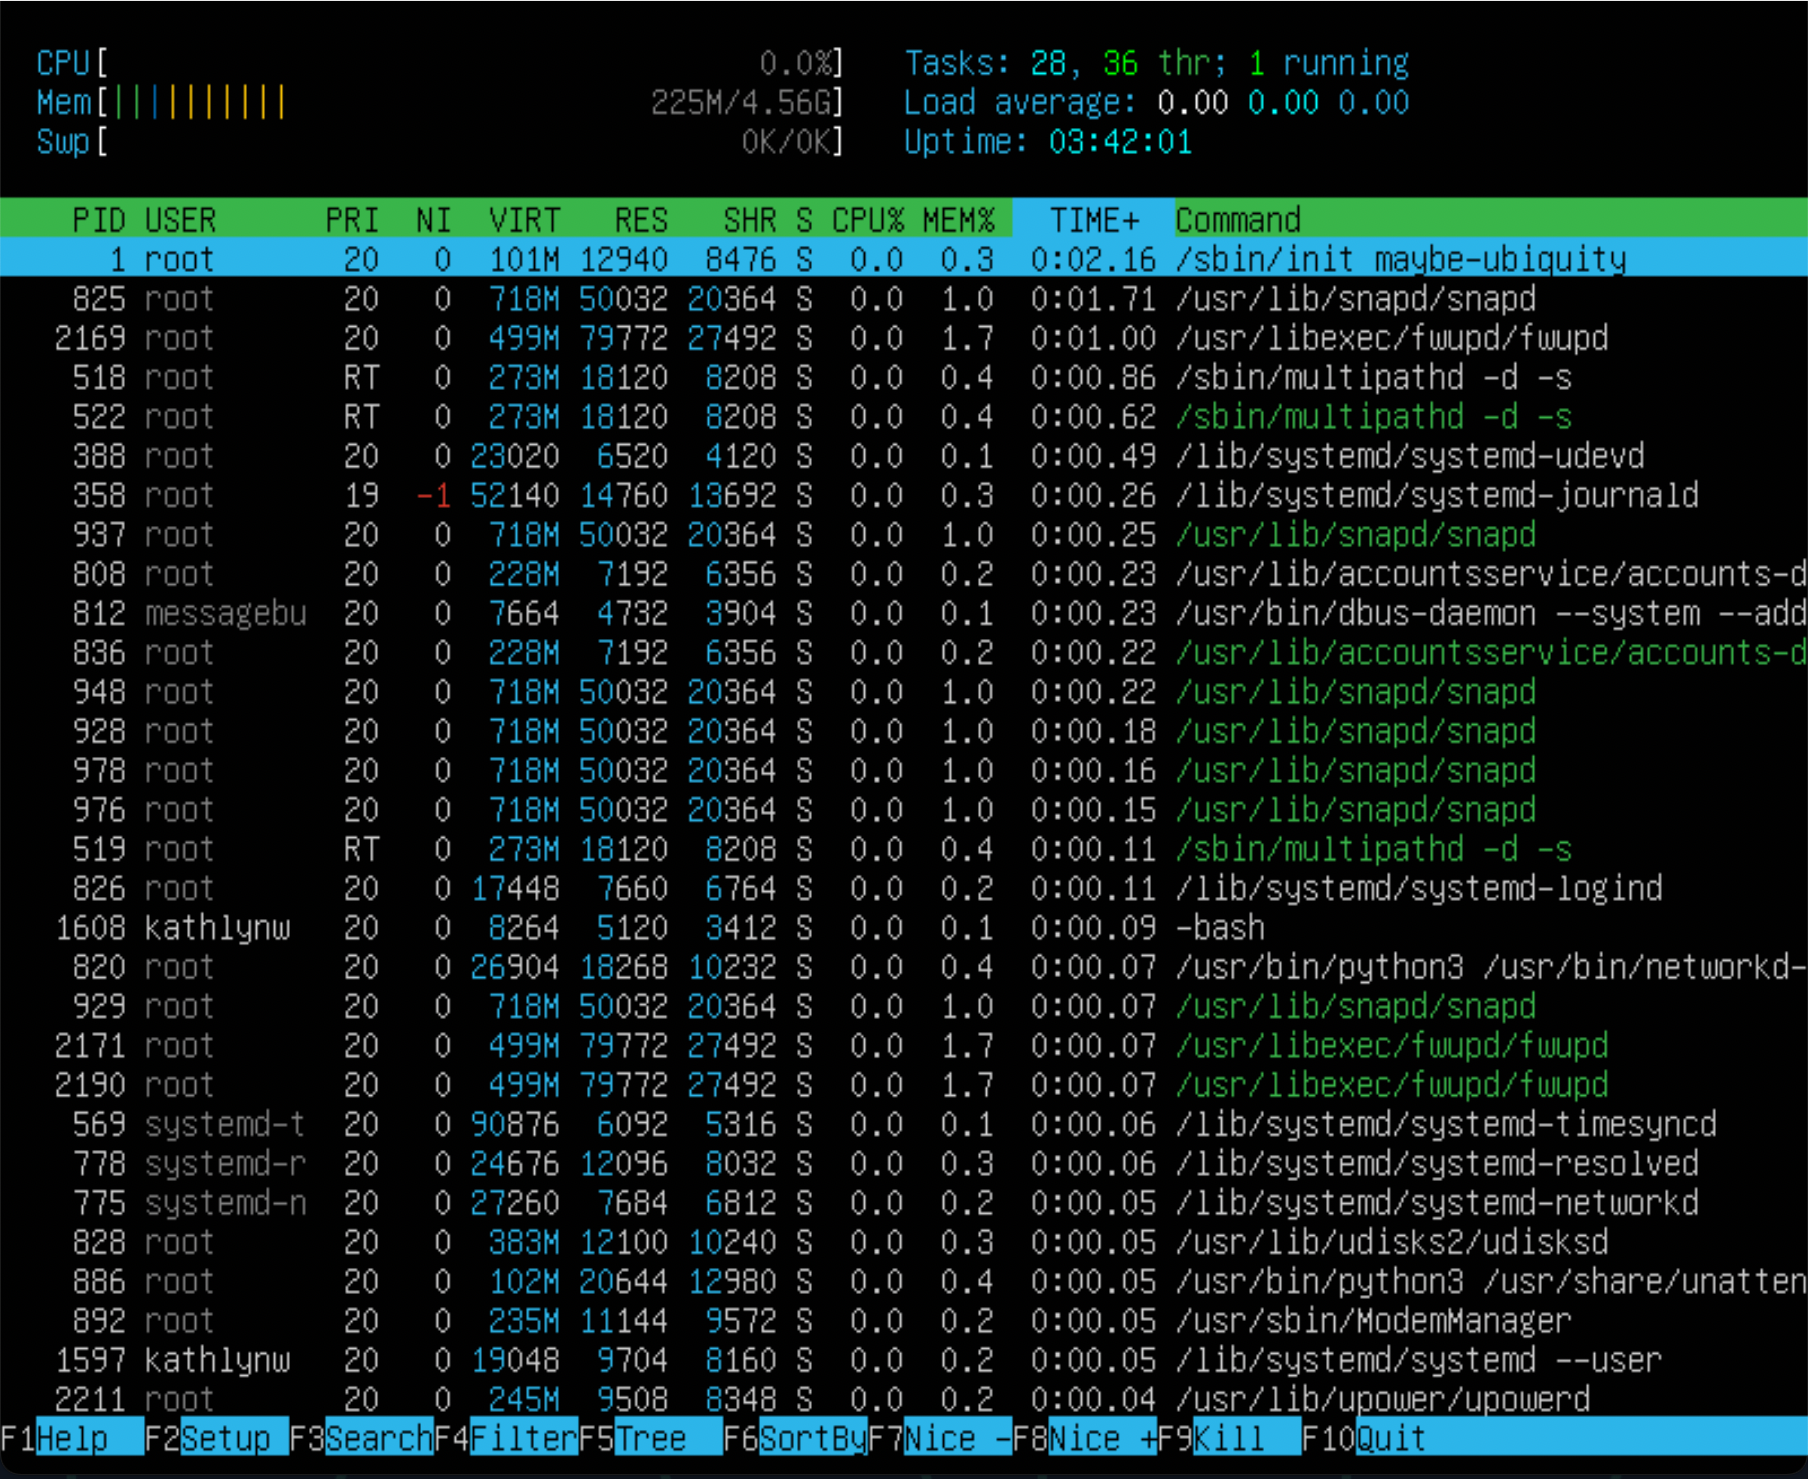 CPU[ 0.0%] Tasks: 28, 36 thr; 1 running
Mem[|||||||||| 225M/4.56G] Load average: 0.00 0.00 0.00
Swp[ 0K/0K] Uptime: 03:42:01
PID USER PRI NI VIRT RES SHR S CPU% MEM% TIME+ Command
1 root 20 0 101M 12940 8476 S 0.0 0.3 0:02.16 /sbin/init maybe-ubiquity
825 root 20 0 718M 50032 20364 S 0.0 1.0 0:01.71 /usr/lib/snapd/snapd
2169 root 20 0 499M 79772 27492 S 0.0 1.7 0:01.00 /usr/libexec/fwupd/fwupd
518 root RT 0 273M 18120 8208 S 0.0 0.4 0:00.86 /sbin/multipathd -d -s
522 root RT 0 273M 18120 8208 S 0.0 0.4 0:00.62 /sbin/multipathd -d -s
388 root 20 0 23020 6520 4120 S 0.0 0.1 0:00.49 /lib/systemd/systemd-udevd
358 root 19 -1 52140 14760 13692 S 0.0 0.3 0:00.26 /lib/systemd/systemd-journald
937 root 20 0 718M 50032 20364 S 0.0 1.0 0:00.25 /usr/lib/snapd/snapd
808 root 20 0 228M 7192 6356 S 0.0 0.2 0:00.23 /usr/lib/accountsservice/accounts-d
812 messagebu 20 0 7664 4732 3904 S 0.0 0.1 0:00.23 /usr/bin/dbus-daemon --system --add
836 root 20 0 228M 7192 6356 S 0.0 0.2 0:00.22 /usr/lib/accountsservice/accounts-d
948 root 20 0 718M 50032 20364 S 0.0 1.0 0:00.22 /usr/lib/snapd/snapd
928 root 20 0 718M 50032 20364 S 0.0 1.0 0:00.18 /usr/lib/snapd/snapd
978 root 20 0 718M 50032 20364 S 0.0 1.0 0:00.16 /usr/lib/snapd/snapd
976 root 20 0 718M 50032 20364 S 0.0 1.0 0:00.15 /usr/lib/snapd/snapd
519 root RT 0 273M 18120 8208 S 0.0 0.4 0:00.11 /sbin/multipathd -d -s
826 root 20 0 17448 7660 6764 S 0.0 0.2 0:00.11 /lib/systemd/systemd-logind
1608 kathlynw 20 0 8264 5120 3412 S 0.0 0.1 0:00.09 -bash
820 root 20 0 26904 18268 10232 S 0.0 0.4 0:00.07 /usr/bin/python3 /usr/bin/networkd-
929 root 20 0 718M 50032 20364 S 0.0 1.0 0:00.07 /usr/lib/snapd/snapd
2171 root 20 0 499M 79772 27492 S 0.0 1.7 0:00.07 /usr/libexec/fwupd/fwupd
2190 root 20 0 499M 79772 27492 S 0.0 1.7 0:00.07 /usr/libexec/fwupd/fwupd
569 systemd-t 20 0 90876 6092 5316 S 0.0 0.1 0:00.06 /lib/systemd/systemd-timesyncd
778 systemd-r 20 0 24676 12096 8032 S 0.0 0.3 0:00.06 /lib/systemd/systemd-resolved
775 systemd-n 20 0 27260 7684 6812 S 0.0 0.2 0:00.05 /lib/systemd/systemd-networkd
828 root 20 0 383M 12100 10240 S 0.0 0.3 0:00.05 /usr/lib/udisks2/udisksd
886 root 20 0 102M 20644 12980 S 0.0 0.4 0:00.05 /usr/bin/python3 /usr/share/unatten
892 root 20 0 235M 11144 9572 S 0.0 0.2 0:00.05 /usr/sbin/ModemManager
1597 kathlynw 20 0 19048 9704 8160 S 0.0 0.2 0:00.05 /lib/systemd/systemd --user
2211 root 20 0 245M 9508 8348 S 0.0 0.2 0:00.04 /usr/lib/upower/upowerd
F1Help F2Setup F3SearchF4FilterF5Tree F6SortByF7Nice -F8Nice +F9Kill F10Quit